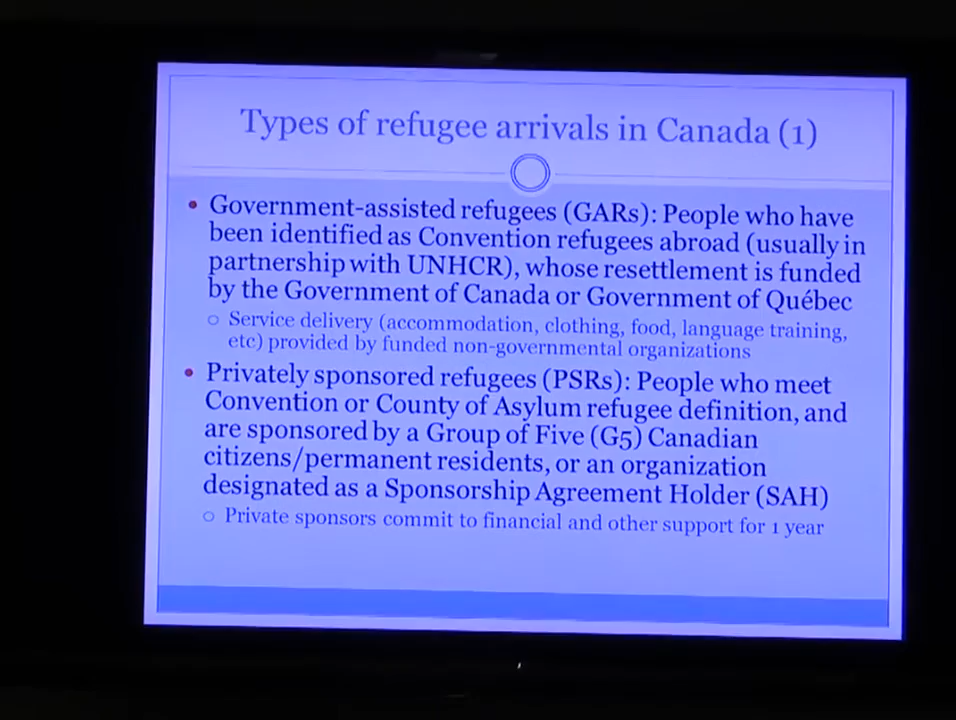 Types of refugee arrivals in Canada (1)
• Government-assisted refugees (GARs): People who have
been identified as Convention refugees abroad (usually in
partnership with UNHCR), whose resettlement is funded
by the Government of Canada or Government of Québec
○ Service delivery (accommodation, clothing, food, language training,
etc) provided by funded non-governmental organizations
• Privately sponsored refugees (PSRs): People who meet
Convention or County of Asylum refugee definition, and
are sponsored by a Group of Five (G5) Canadian
citizens/permanent residents, or an organization
designated as a Sponsorship Agreement Holder (SAH)
○ Private sponsors commit to financial and other support for 1 year